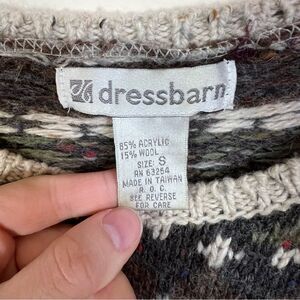 dressbarn
85% ACRYLIC
15% WOOL
SIZE: S
RN 63254
MADE IN TAIWAN
R. O. C.
SEE REVERSE
FOR CARE